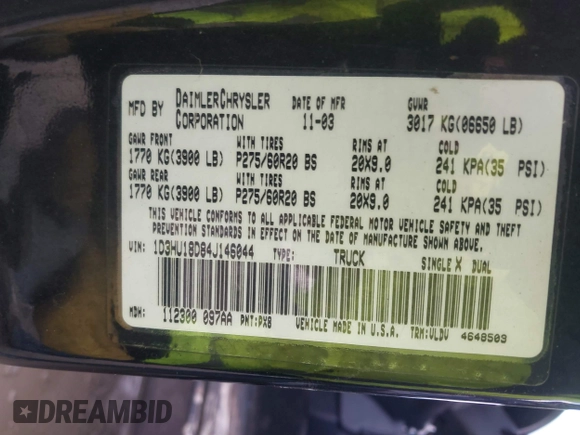 MFD BY DAIMLERCHRYSLER CORPORATION DATE OF MFR 11-03 GVWR 3017 KG(06650 LB)
GAWR FRONT WITH TIRES RIMS AT COLD
1770 KG(3900 LB) P275/60R20 BS 20X9.0 241 KPA(35 PSI)
GAWR REAR WITH TIRES RIMS AT COLD
1770 KG(3900 LB) P275/60R20 BS 20X9.0 241 KPA(35 PSI)
THIS VEHICLE CONFORMS TO ALL APPLICABLE FEDERAL MOTOR VEHICLE SAFETY AND THEFT
PREVENTION STANDARDS IN EFFECT ON THE DATE OF MANUFACTURE SHOWN ABOVE.
VIN: 1D3HU18D84J146044 TYPE: TRUCK SINGLE X DUAL
MDH: 112300 097AA PNT:PX8 VEHICLE MADE IN U.S.A. TRM:VLDV 4648509
DREAMBID